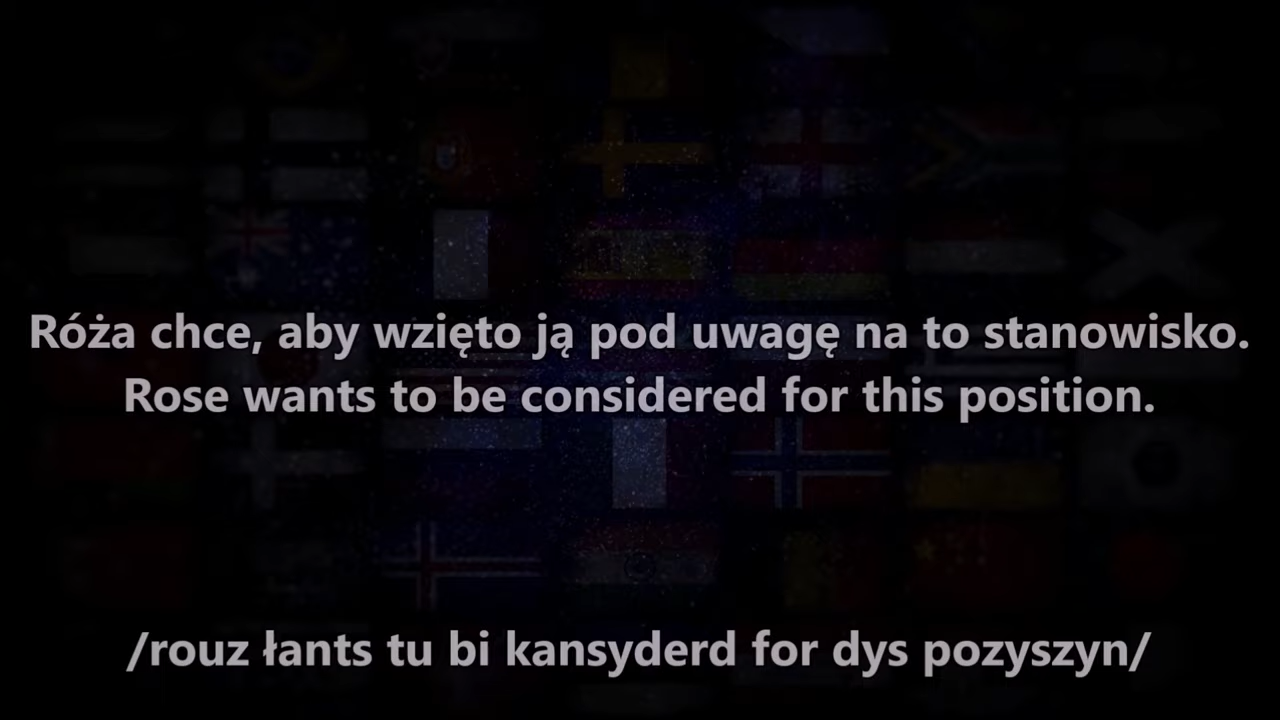 Róża chce, aby wzięto ją pod uwagę na to stanowisko.
Rose wants to be considered for this position.
/rouz łants tu bi kansyderd for dys pozyszyn/